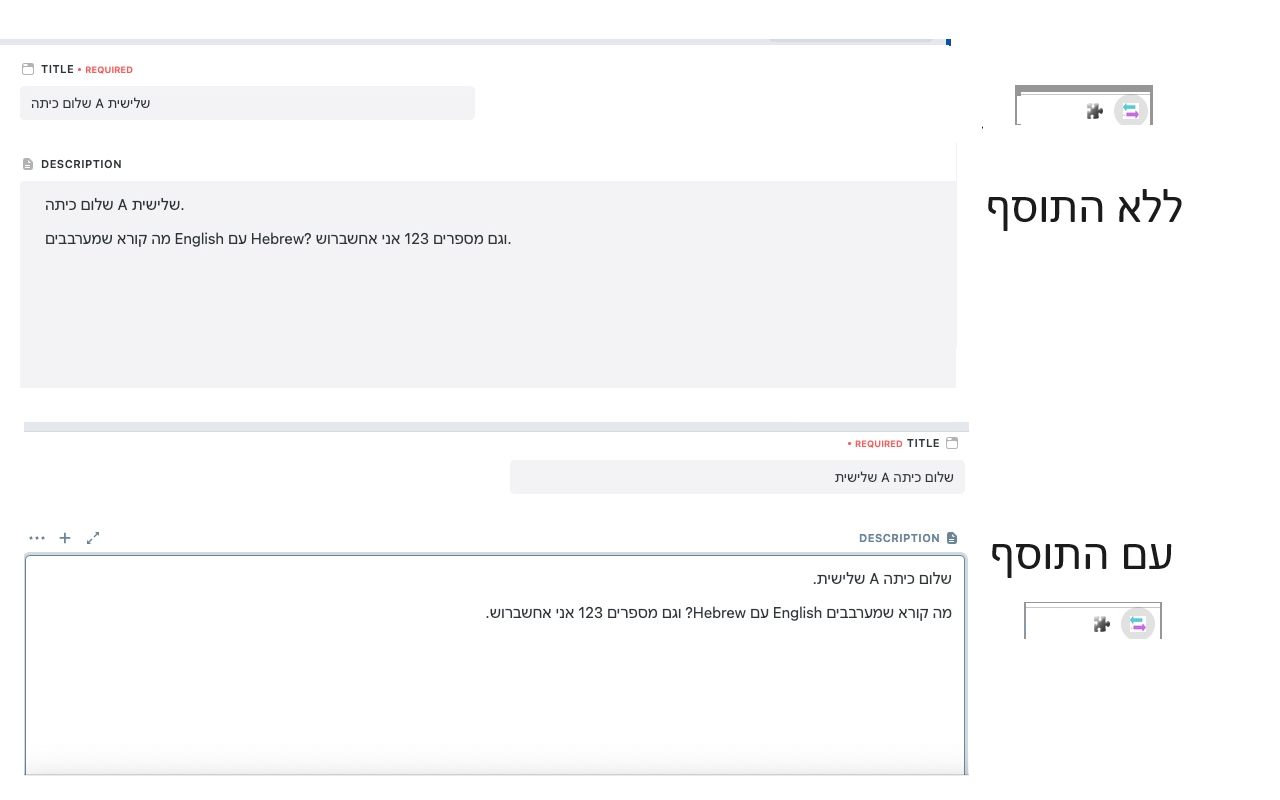 TITLE • REQUIRED
שלום כיתה A שלישית
DESCRIPTION
שלום כיתה A שלישית.
מה קורא שמערבבים English עם Hebrew? וגם מספרים 123 אני אחשברוש.
ללא התוסף
TITLE REQUIRED •
שלום כיתה A שלישית
DESCRIPTION
שלום כיתה A שלישית.
מה קורא שמערבבים English עם Hebrew? וגם מספרים 123 אני אחשברוש.
עם התוסף